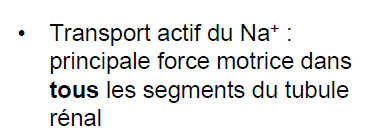 • Transport actif du Na⁺ :
principale force motrice dans
tous les segments du tubule
rénal